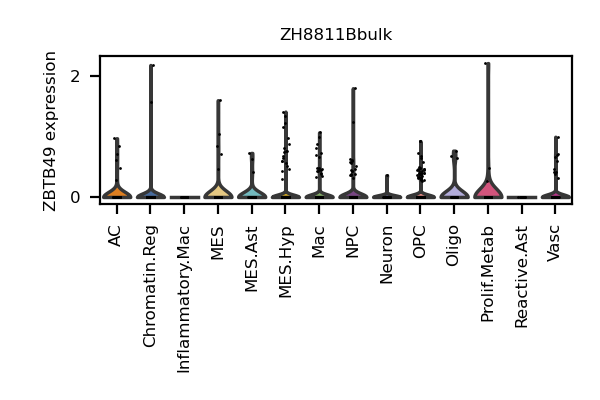 ZH8811Bbulk
ZBTB49 expression
2
0
AC
Chromatin.Reg
Inflammatory.Mac
MES
MES.Ast
MES.Hyp
Mac
NPC
Neuron
OPC
Oligo
Prolif.Metab
Reactive.Ast
Vasc